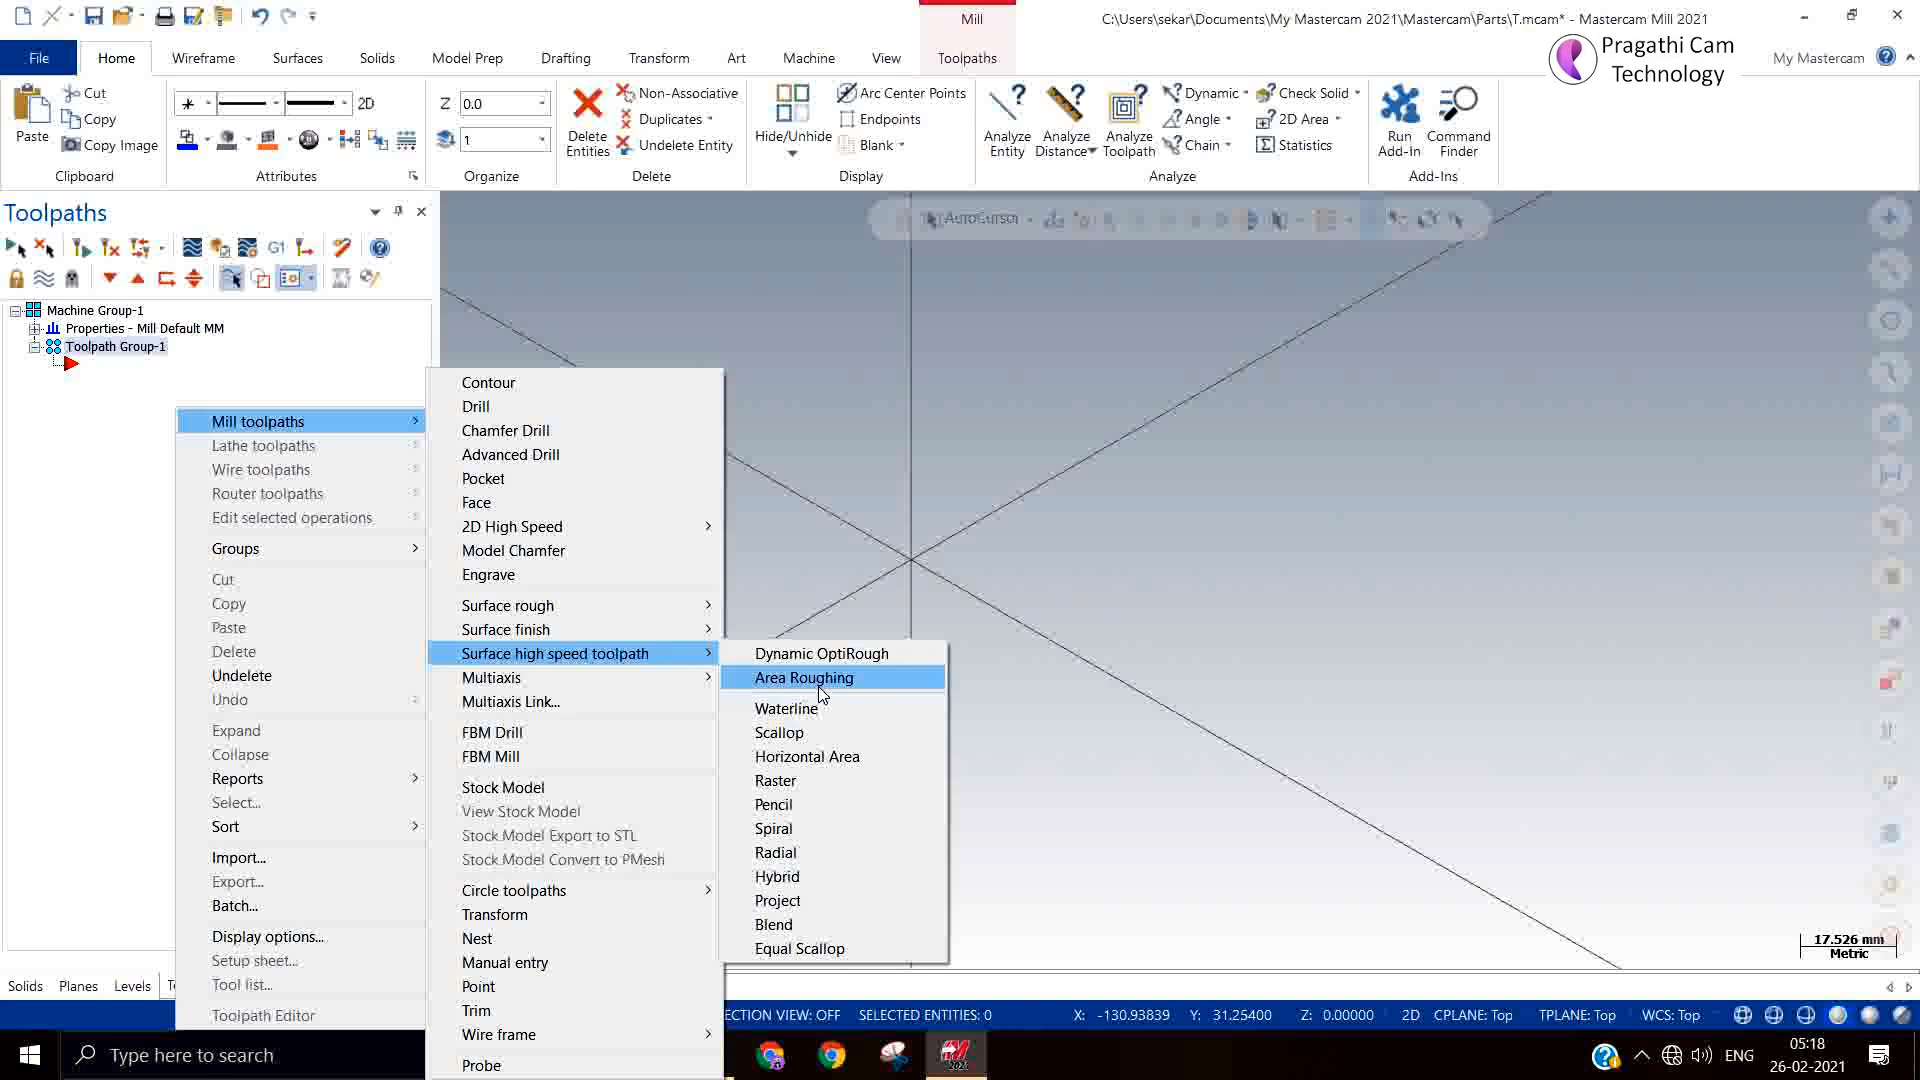 Mill
C:\Users\sekar\Documents\My Mastercam 2021\Mastercam\Parts\T.mcam* - Mastercam Mill 2021
File
Home
Wireframe
Surfaces
Solids
Model Prep
Drafting
Transform
Art
Machine
View
Toolpaths
Pragathi Cam
Technology
My Mastercam
Paste
Cut
Copy
Copy Image
Clipboard
2D
Attributes
Z
0.0
1
Organize
Delete
Entities
Non-Associative
Duplicates
Undelete Entity
Delete
Hide/Unhide
Arc Center Points
Endpoints
Blank
Display
Analyze
Entity
Analyze
Distance
Analyze
Toolpath
Dynamic
Angle
Chain
Check Solid
2D Area
Statistics
Analyze
Run
Add-In
Command
Finder
Add-Ins
Toolpaths
G1
Machine Group-1
Properties - Mill Default MM
Toolpath Group-1
AutoCursor
Mill toolpaths
Lathe toolpaths
Wire toolpaths
Router toolpaths
Edit selected operations
Groups
Cut
Copy
Paste
Delete
Undelete
Undo
Expand
Collapse
Reports
Select...
Sort
Import...
Export...
Batch...
Display options...
Setup sheet...
Tool list...
Toolpath Editor
Contour
Drill
Chamfer Drill
Advanced Drill
Pocket
Face
2D High Speed
Model Chamfer
Engrave
Surface rough
Surface finish
Surface high speed toolpath
Multiaxis
Multiaxis Link...
FBM Drill
FBM Mill
Stock Model
View Stock Model
Stock Model Export to STL
Stock Model Convert to PMesh
Circle toolpaths
Transform
Nest
Manual entry
Point
Trim
Wire frame
Probe
Dynamic OptiRough
Area Roughing
Waterline
Scallop
Horizontal Area
Raster
Pencil
Spiral
Radial
Hybrid
Project
Blend
Equal Scallop
17.526 mm
Metric
Solids
Planes
Levels
ECTION VIEW: OFF
SELECTED ENTITIES: 0
X: -130.93839
Y: 31.25400
Z: 0.00000
2D
CPLANE: Top
TPLANE: Top
WCS: Top
Type here to search
2021
ENG
05:18
26-02-2021